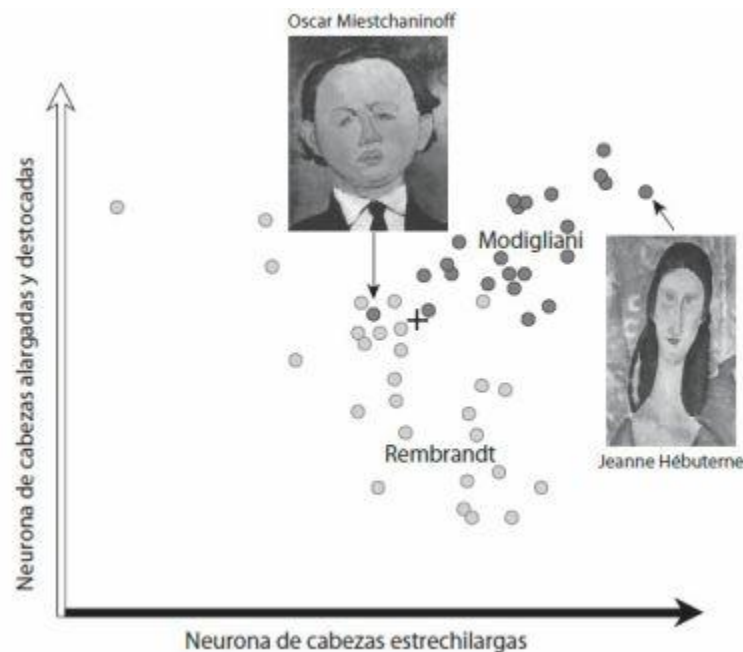 Oscar Miestchaninoff
Neurona de cabezas alargadas y destocadas
Modigliani
Rembrandt
Jeanne Hébuterne
Neurona de cabezas estrechilargas